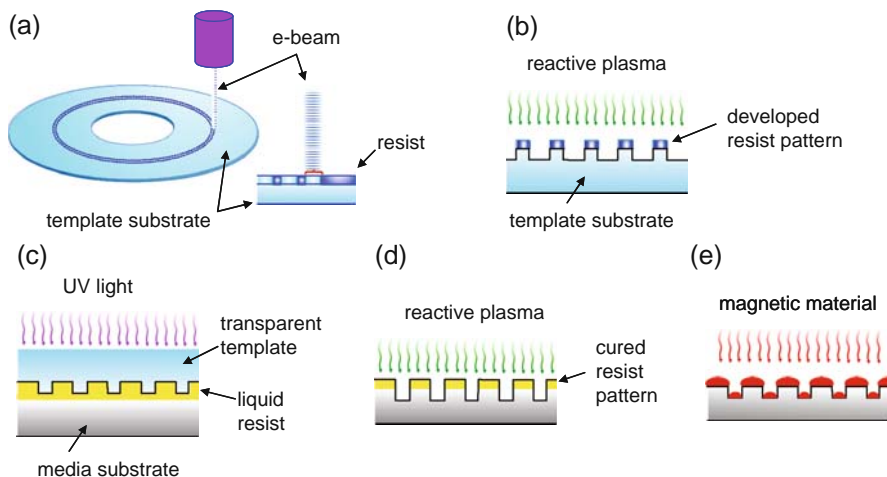 (a)
e-beam
resist
template substrate
(b)
reactive plasma
developed
resist pattern
template substrate
(c)
UV light
transparent
template
liquid
resist
media substrate
(d)
reactive plasma
cured
resist
pattern
(e)
magnetic material